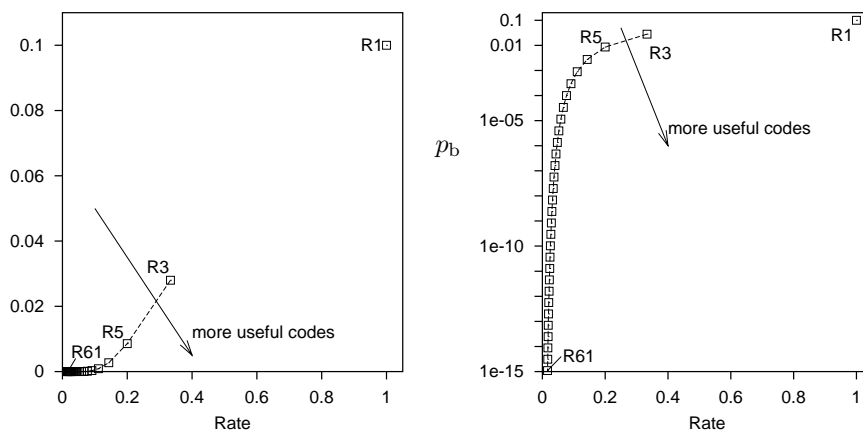 0.1
R1
0.08
0.06
0.04
R3
0.02
R5
more useful codes
R61
0
0 0.2 0.4 0.6 0.8 1
Rate
p_b
0.1
R5
R1
0.01
R3
1e-05
more useful codes
1e-10
R61
1e-15
0 0.2 0.4 0.6 0.8 1
Rate